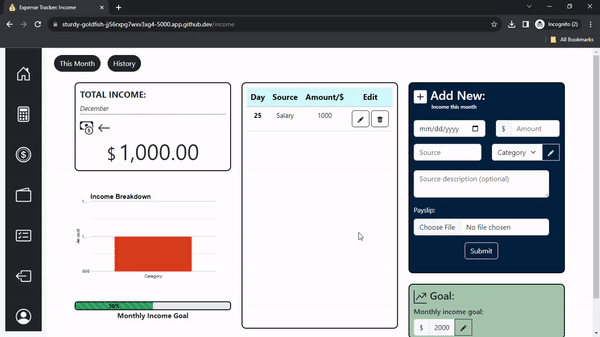 Expense Tracker: Income
sturdy-goldfish-jj56rxpg7wxv3xg4-5000.app.github.dev/income
Incognito (2)
All Bookmarks
This Month
History
TOTAL INCOME:
December
$1,000.00
Income Breakdown
Amount
Category
50%
Monthly Income Goal
Day Source Amount/$ Edit
25 Salary 1000
Add New:
Income this month
mm/dd/yyyy
$ Amount
Source
Category
Source description (optional)
Payslip:
Choose File No file chosen
Submit
Goal:
Monthly income goal:
$ 2000